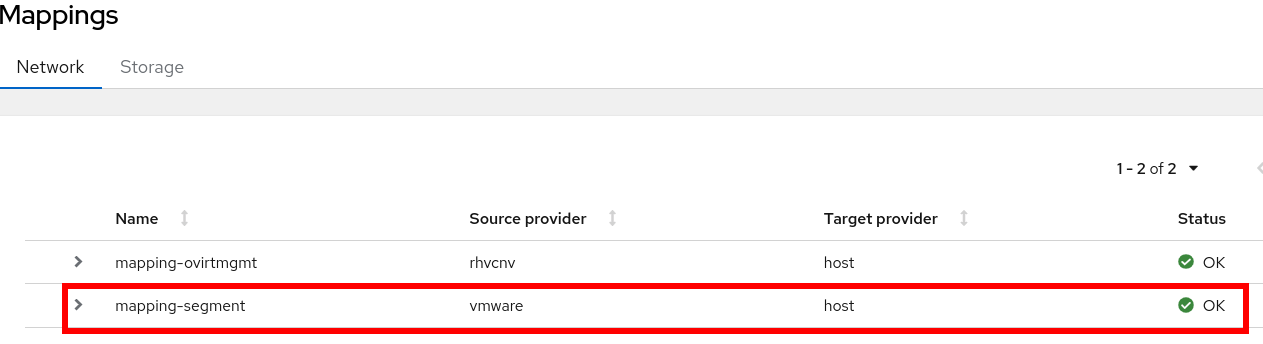 Mappings
Network Storage
1 - 2 of 2
Name Source provider Target provider Status
mapping-ovirtmgmt rhvcnv host OK
mapping-segment vmware host OK